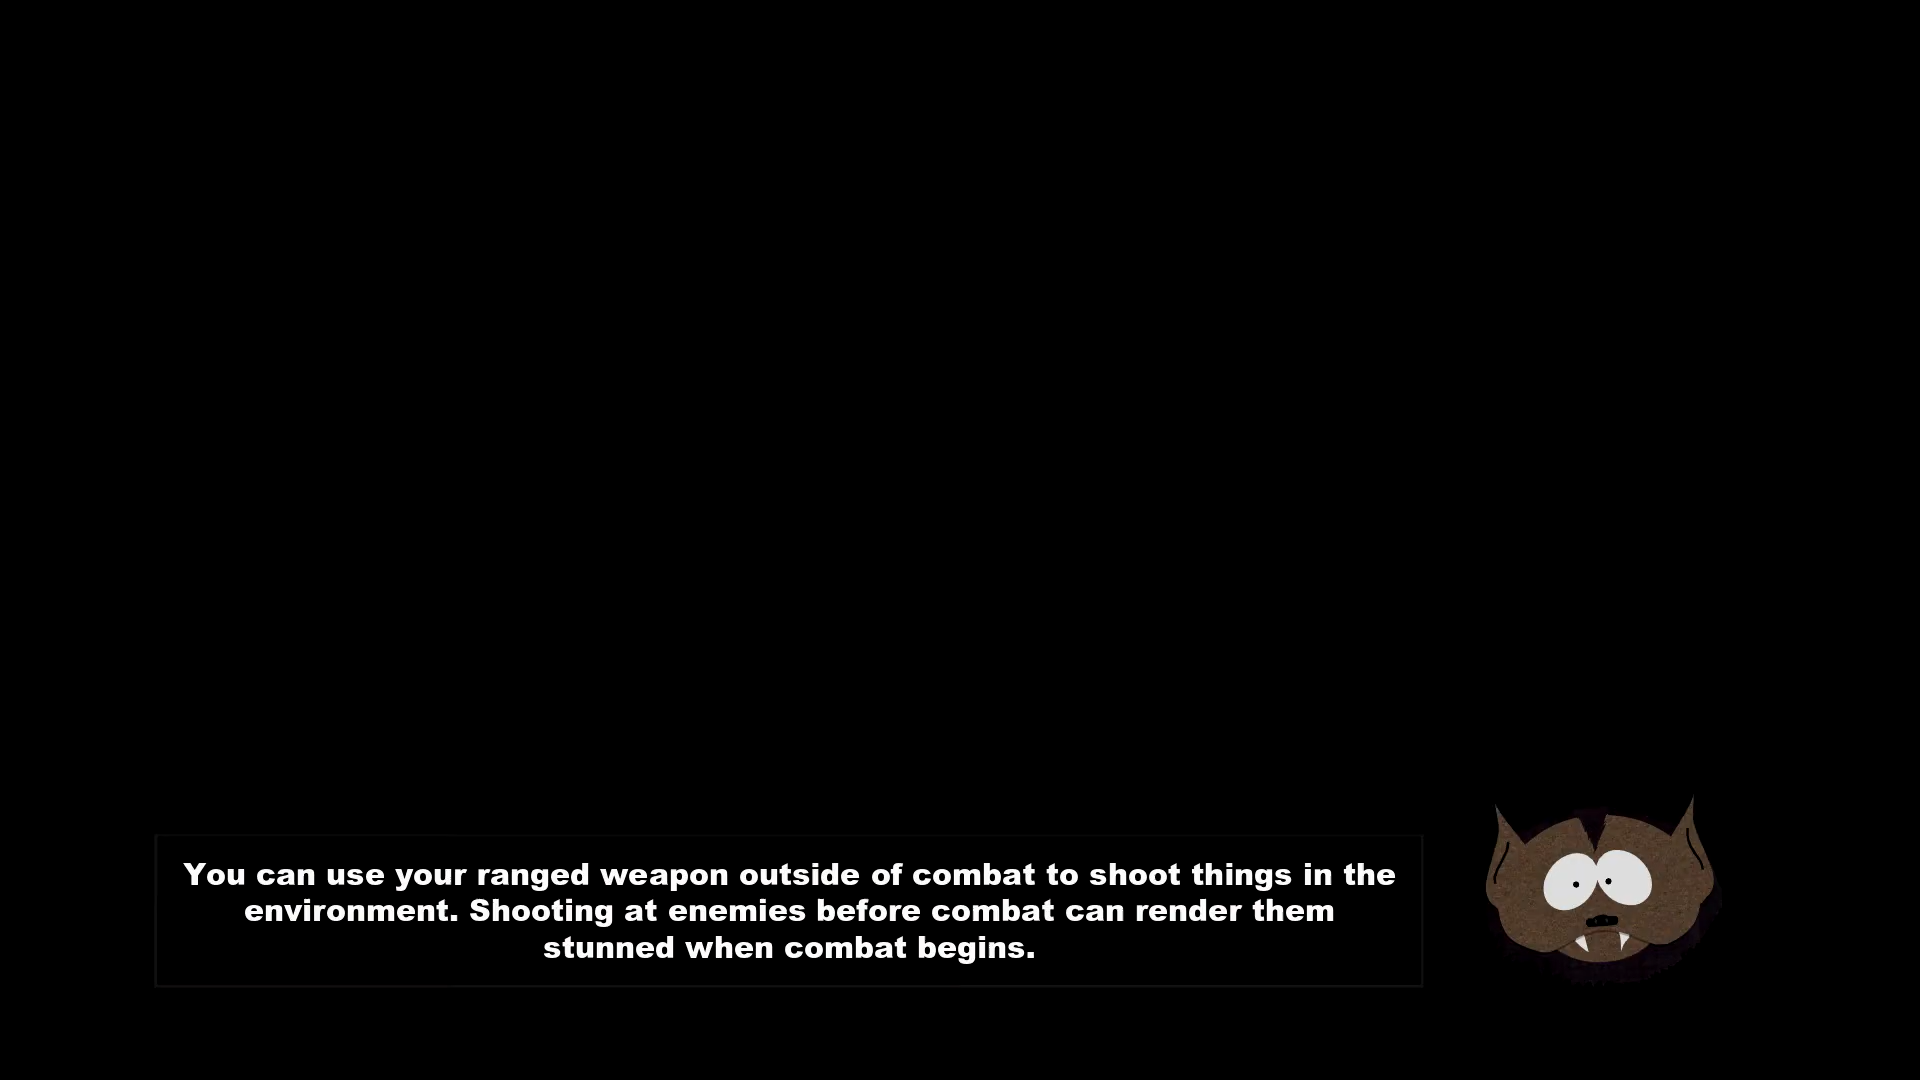 You can use your ranged weapon outside of combat to shoot things in the
environment. Shooting at enemies before combat can render them
stunned when combat begins.